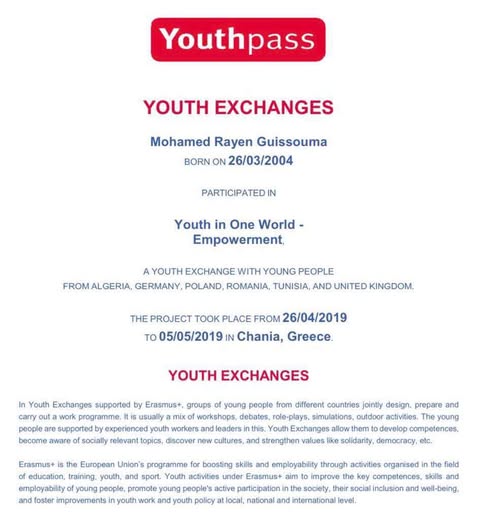 Youthpass
YOUTH EXCHANGES
Mohamed Rayen Guissouma
BORN ON 26/03/2004
PARTICIPATED IN
Youth in One World -
Empowerment,
A YOUTH EXCHANGE WITH YOUNG PEOPLE
FROM ALGERIA, GERMANY, POLAND, ROMANIA, TUNISIA, AND UNITED KINGDOM.
THE PROJECT TOOK PLACE FROM 26/04/2019
TO 05/05/2019 IN Chania, Greece.
YOUTH EXCHANGES
In Youth Exchanges supported by Erasmus+, groups of young people from different countries jointly design, prepare and
carry out a work programme. It is usually a mix of workshops, debates, role-plays, simulations, outdoor activities. The young
people are supported by experienced youth workers and leaders in this. Youth Exchanges allow them to develop competences,
become aware of socially relevant topics, discover new cultures, and strengthen values like solidarity, democracy, etc.
Erasmus+ is the European Union's programme for boosting skills and employability through activities organised in the field
of education, training, youth, and sport. Youth activities under Erasmus+ aim to improve the key competences, skills and
employability of young people, promote young people's active participation in the society, their social inclusion and well-being,
and foster improvements in youth work and youth policy at local, national and international level.